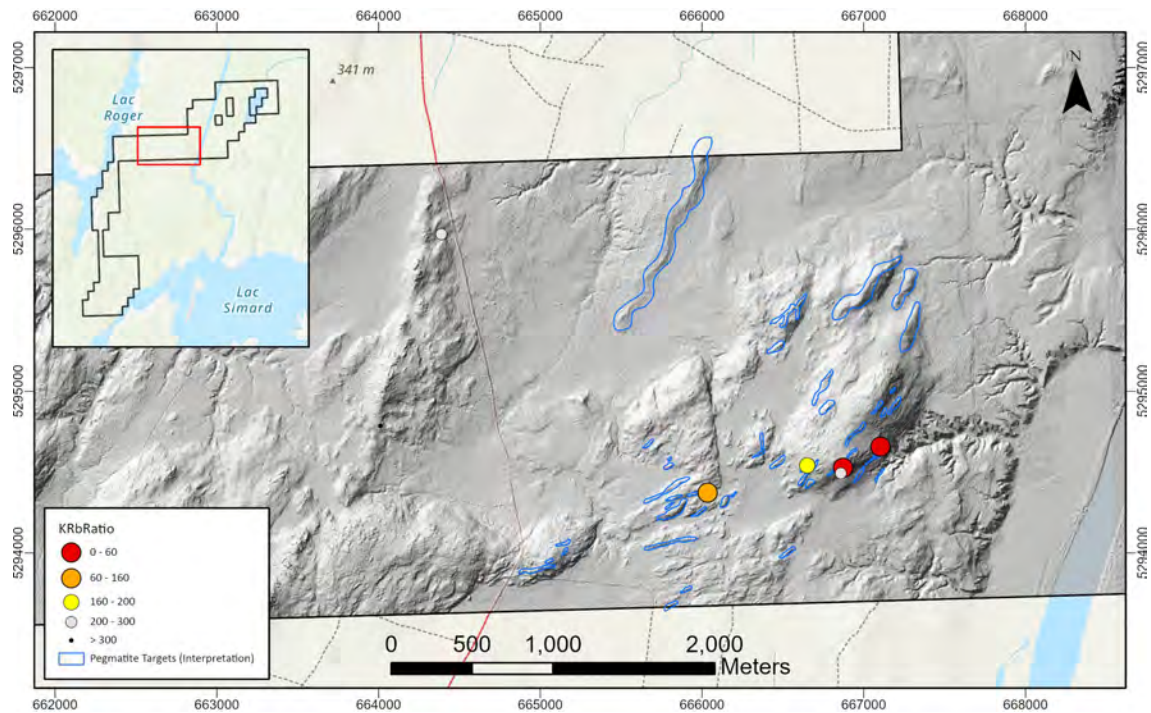 662000 663000 664000 665000 666000 667000 668000
5297000 5297000
341 m
N
Lac
Roger
Lac
Simard
5296000 5296000
5295000 5295000
5294000 5294000
KRbRatio
0 - 60
60 - 160
160 - 200
200 - 300
> 300
Pegmatite Targets (Interpretation)
0 500 1,000 2,000
Meters
662000 663000 664000 665000 666000 667000 668000